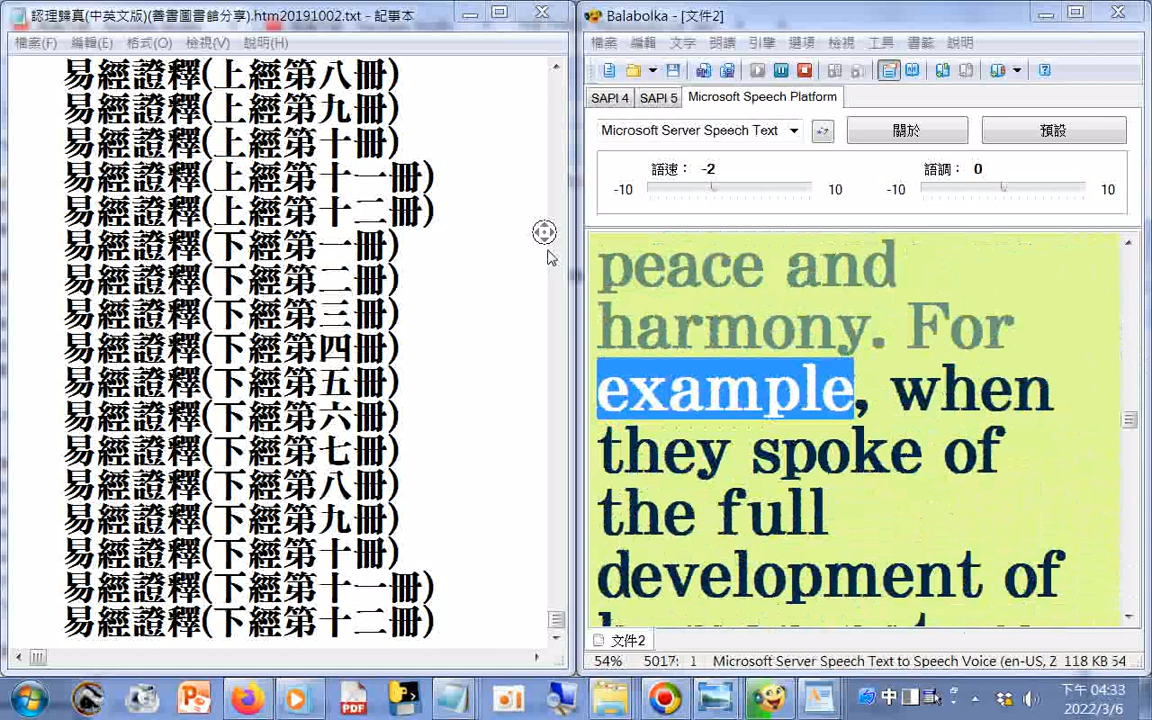 認理歸真(中英文版)(善書圖書館分享).htm20191002.txt - 記事本
檔案(F) 編輯(E) 格式(O) 檢視(V) 說明(H)
易經證釋(上經第八冊)
易經證釋(上經第九冊)
易經證釋(上經第十冊)
易經證釋(上經第十一冊)
易經證釋(上經第十二冊)
易經證釋(下經第一冊)
易經證釋(下經第二冊)
易經證釋(下經第三冊)
易經證釋(下經第四冊)
易經證釋(下經第五冊)
易經證釋(下經第六冊)
易經證釋(下經第七冊)
易經證釋(下經第八冊)
易經證釋(下經第九冊)
易經證釋(下經第十冊)
易經證釋(下經第十一冊)
易經證釋(下經第十二冊)
Balabolka - [文件2]
檔案 編輯 文字 朗讀 引擎 選項 檢視 工具 書籤 說明
SAPI 4 SAPI 5 Microsoft Speech Platform
Microsoft Server Speech Text 關於 預設
語速： -2 語調： 0
-10 10 -10 10
peace and
harmony. For
example, when
they spoke of
the full
development of
文件2
54% 5017: 1 Microsoft Server Speech Text to Speech Voice (en-US, Z 118 KB 54
PDF
中
下午 04:33
2022/3/6